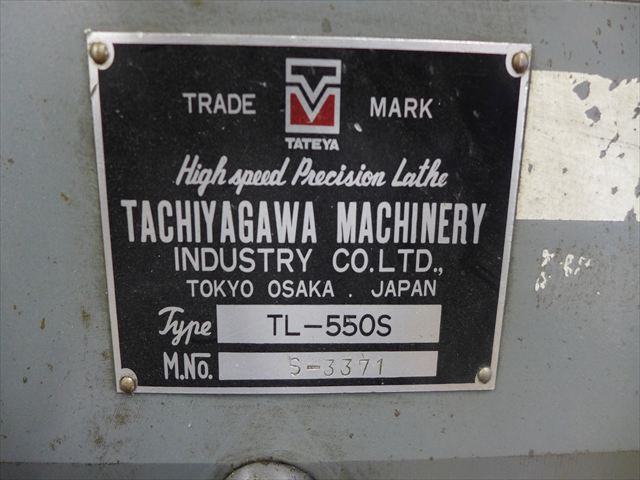 TRADE MARK
TATEYA
High speed Precision Lathe
TACHIYAGAWA MACHINERY
INDUSTRY CO.LTD.,
TOKYO OSAKA . JAPAN
Type TL-550S
M.No. S-3371